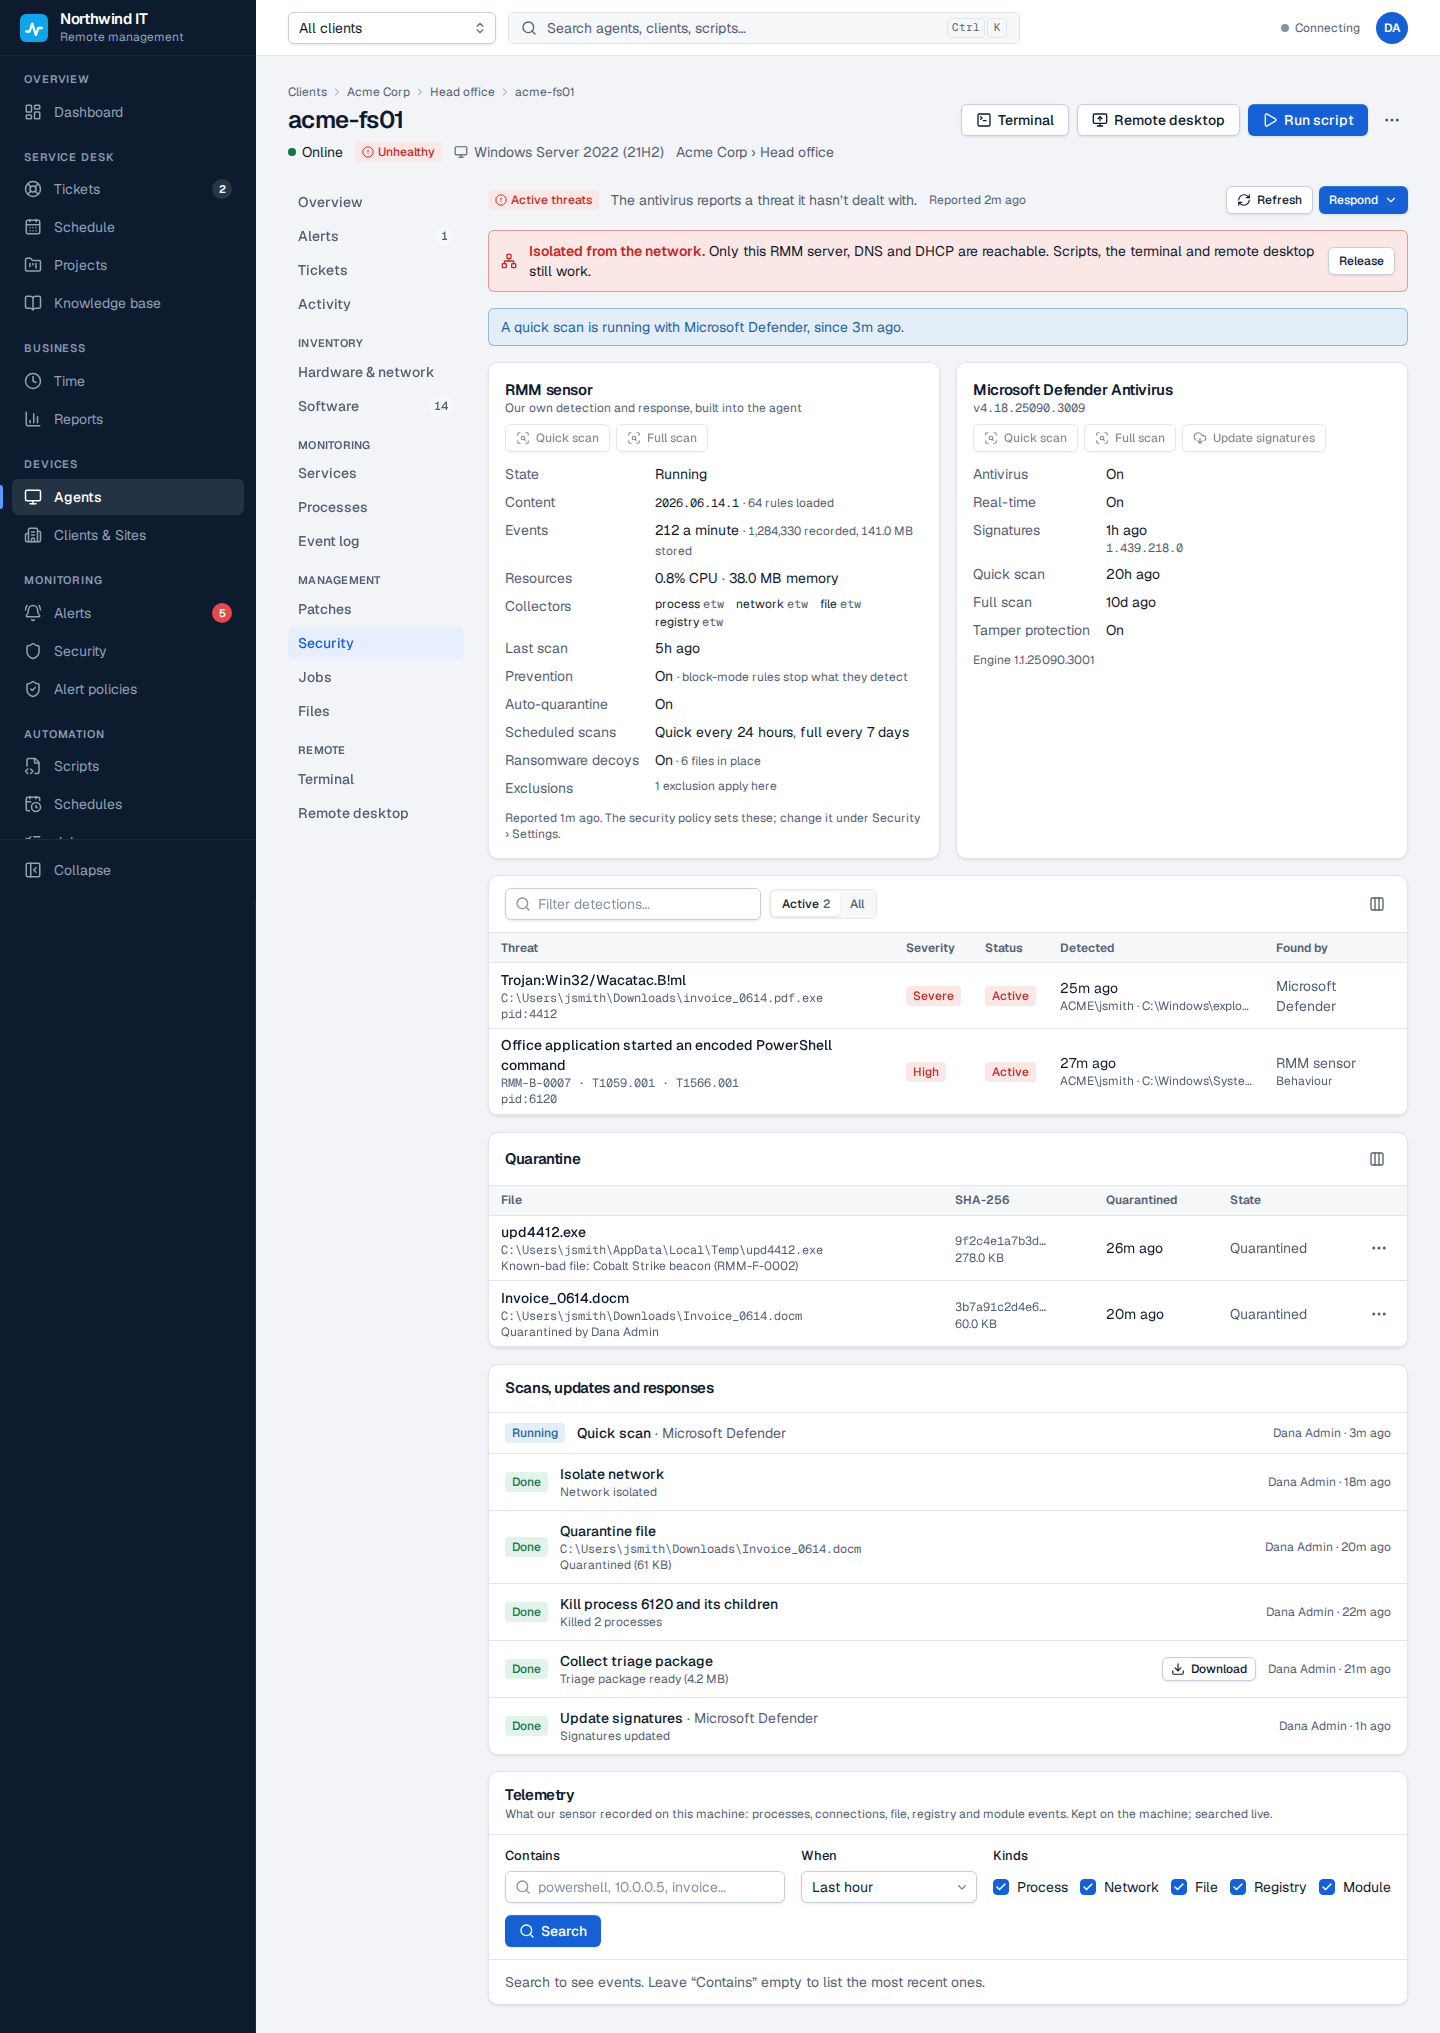 Northwind IT
Remote management
All clients
Search agents, clients, scripts…
Ctrl K
Connecting
DA
OVERVIEW
Dashboard
SERVICE DESK
Tickets 2
Schedule
Projects
Knowledge base
BUSINESS
Time
Reports
DEVICES
Agents
Clients & Sites
MONITORING
Alerts 5
Security
Alert policies
AUTOMATION
Scripts
Schedules
Collapse
Clients › Acme Corp › Head office › acme-fs01
acme-fs01
Terminal
Remote desktop
Run script
Online
Unhealthy
Windows Server 2022 (21H2)
Acme Corp › Head office
Overview
Alerts 1
Tickets
Activity
INVENTORY
Hardware & network
Software 14
MONITORING
Services
Processes
Event log
MANAGEMENT
Patches
Security
Jobs
Files
REMOTE
Terminal
Remote desktop
Active threats
The antivirus reports a threat it hasn’t dealt with.
Reported 2m ago
Refresh
Respond
Isolated from the network. Only this RMM server, DNS and DHCP are reachable. Scripts, the terminal and remote desktop
still work.
Release
A quick scan is running with Microsoft Defender, since 3m ago.
RMM sensor
Our own detection and response, built into the agent
Quick scan
Full scan
State Running
Content 2026.06.14.1 · 64 rules loaded
Events 212 a minute · 1,284,330 recorded, 141.0 MB
stored
Resources 0.8% CPU · 38.0 MB memory
Collectors process etw network etw file etw
registry etw
Last scan 5h ago
Prevention On · block-mode rules stop what they detect
Auto-quarantine On
Scheduled scans Quick every 24 hours, full every 7 days
Ransomware decoys On · 6 files in place
Exclusions 1 exclusion apply here
Reported 1m ago. The security policy sets these; change it under Security
› Settings.
Microsoft Defender Antivirus
v4.18.25090.3009
Quick scan
Full scan
Update signatures
Antivirus On
Real-time On
Signatures 1h ago
1.439.218.0
Quick scan 20h ago
Full scan 10d ago
Tamper protection On
Engine 1.1.25090.3001
Filter detections…
Active 2
All
Threat Severity Status Detected Found by
Trojan:Win32/Wacatac.B!ml
C:\Users\jsmith\Downloads\invoice_0614.pdf.exe
pid:4412
Severe
Active
25m ago
ACME\jsmith · C:\Windows\explo…
Microsoft
Defender
Office application started an encoded PowerShell
command
RMM-B-0007 · T1059.001 · T1566.001
pid:6120
High
Active
27m ago
ACME\jsmith · C:\Windows\Syste…
RMM sensor
Behaviour
Quarantine
File SHA-256 Quarantined State
upd4412.exe
C:\Users\jsmith\AppData\Local\Temp\upd4412.exe
Known-bad file: Cobalt Strike beacon (RMM-F-0002)
9f2c4e1a7b3d…
278.0 KB
26m ago
Quarantined
Invoice_0614.docm
C:\Users\jsmith\Downloads\Invoice_0614.docm
Quarantined by Dana Admin
3b7a91c2d4e6…
60.0 KB
20m ago
Quarantined
Scans, updates and responses
Running Quick scan · Microsoft Defender Dana Admin · 3m ago
Done Isolate network Dana Admin · 18m ago
Network isolated
Done Quarantine file Dana Admin · 20m ago
C:\Users\jsmith\Downloads\Invoice_0614.docm
Quarantined (61 KB)
Done Kill process 6120 and its children Dana Admin · 22m ago
Killed 2 processes
Done Collect triage package Download Dana Admin · 21m ago
Triage package ready (4.2 MB)
Done Update signatures · Microsoft Defender Dana Admin · 1h ago
Signatures updated
Telemetry
What our sensor recorded on this machine: processes, connections, file, registry and module events. Kept on the machine; searched live.
Contains When Kinds
powershell, 10.0.0.5, invoice…
Last hour
Process Network File Registry Module
Search
Search to see events. Leave “Contains” empty to list the most recent ones.